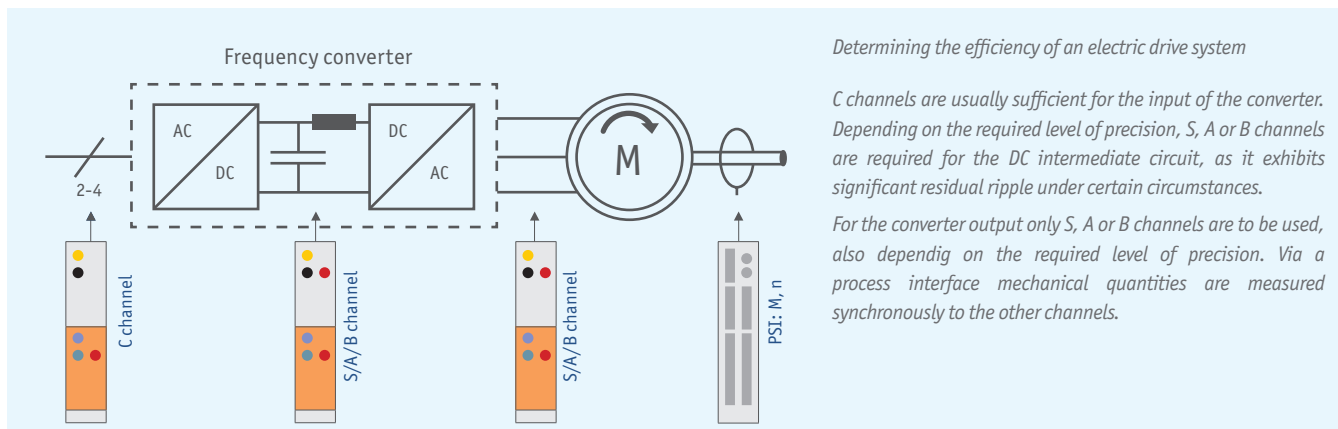 Frequency converter
AC
DC
DC
AC
M
2-4
C channel
S/A/B channel
S/A/B channel
PSI: M, n
Determining the efficiency of an electric drive system
C channels are usually sufficient for the input of the converter.
Depending on the required level of precision, S, A or B channels
are required for the DC intermediate circuit, as it exhibits
significant residual ripple under certain circumstances.
For the converter output only S, A or B channels are to be used,
also dependig on the required level of precision. Via a
process interface mechanical quantities are measured
synchronously to the other channels.